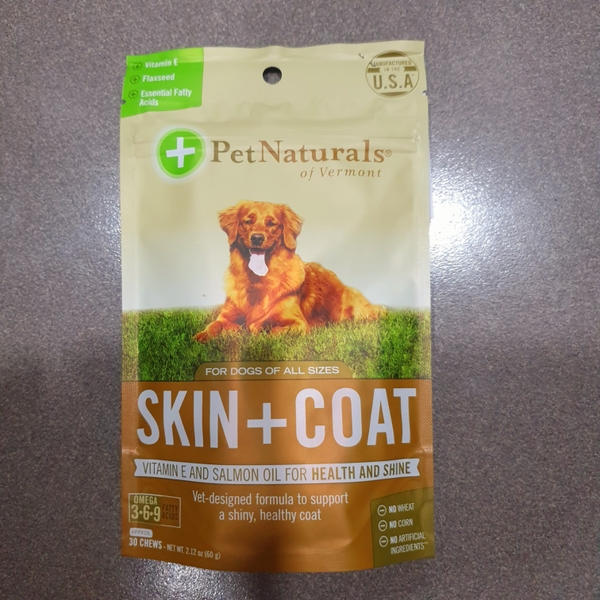 Vitamin E
Flaxseed
Essential Fatty
Acids
MANUFACTURED
IN THE
U.S.A
PetNaturals®
of Vermont
FOR DOGS OF ALL SIZES
SKIN+COAT
VITAMIN E AND SALMON OIL FOR HEALTH AND SHINE
OMEGA
3-6-9
Vet-designed formula to support
a shiny, healthy coat
NO WHEAT
NO CORN
NO ARTIFICIAL
INGREDIENTS
APPROX.
30 CHEWS - NET WT. 2.12 oz (60 g)